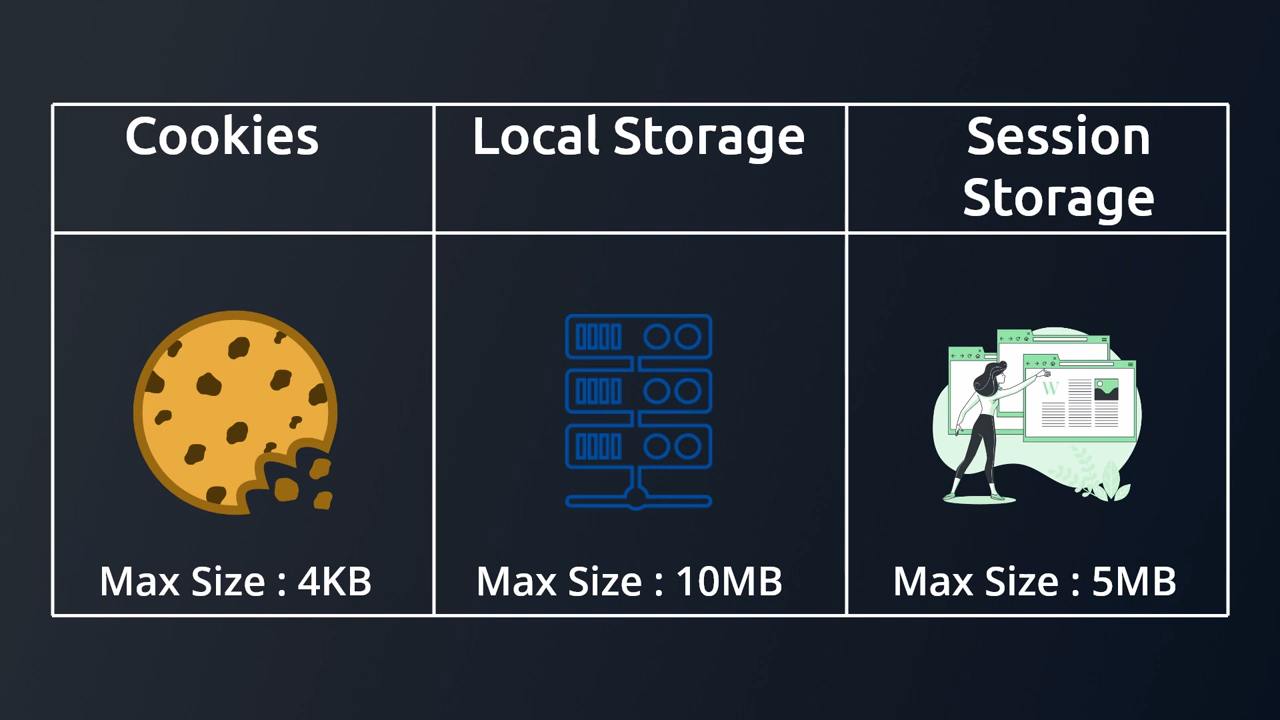 Cookies
Local Storage
Session
Storage
W
Max Size : 4KB
Max Size : 10MB
Max Size : 5MB